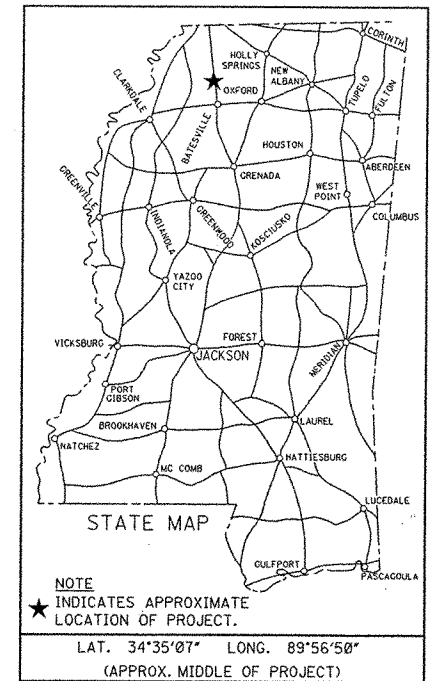 CORINTH
HOLLY
SPRINGS
NEW
ALBANY
OXFORD
TUPELO
FULTON
CLARKDALE
BATESVILLE
HOUSTON
ABERDEEN
GRENADA
WEST
POINT
GREENVILLE
INDIANOLA
GREENWOOD
KOSCIUSKO
COLUMBUS
YAZOO
CITY
VICKSBURG
JACKSON
FOREST
MERIDIAN
PORT
GIBSON
BROOKHAVEN
LAUREL
NATCHEZ
HATTIESBURG
MC COMB
LUCEDALE
STATE MAP
GULFPORT
PASCAGOULA
NOTE
INDICATES APPROXIMATE
LOCATION OF PROJECT.
LAT. 34°35'07" LONG. 89°56'50"
(APPROX. MIDDLE OF PROJECT)